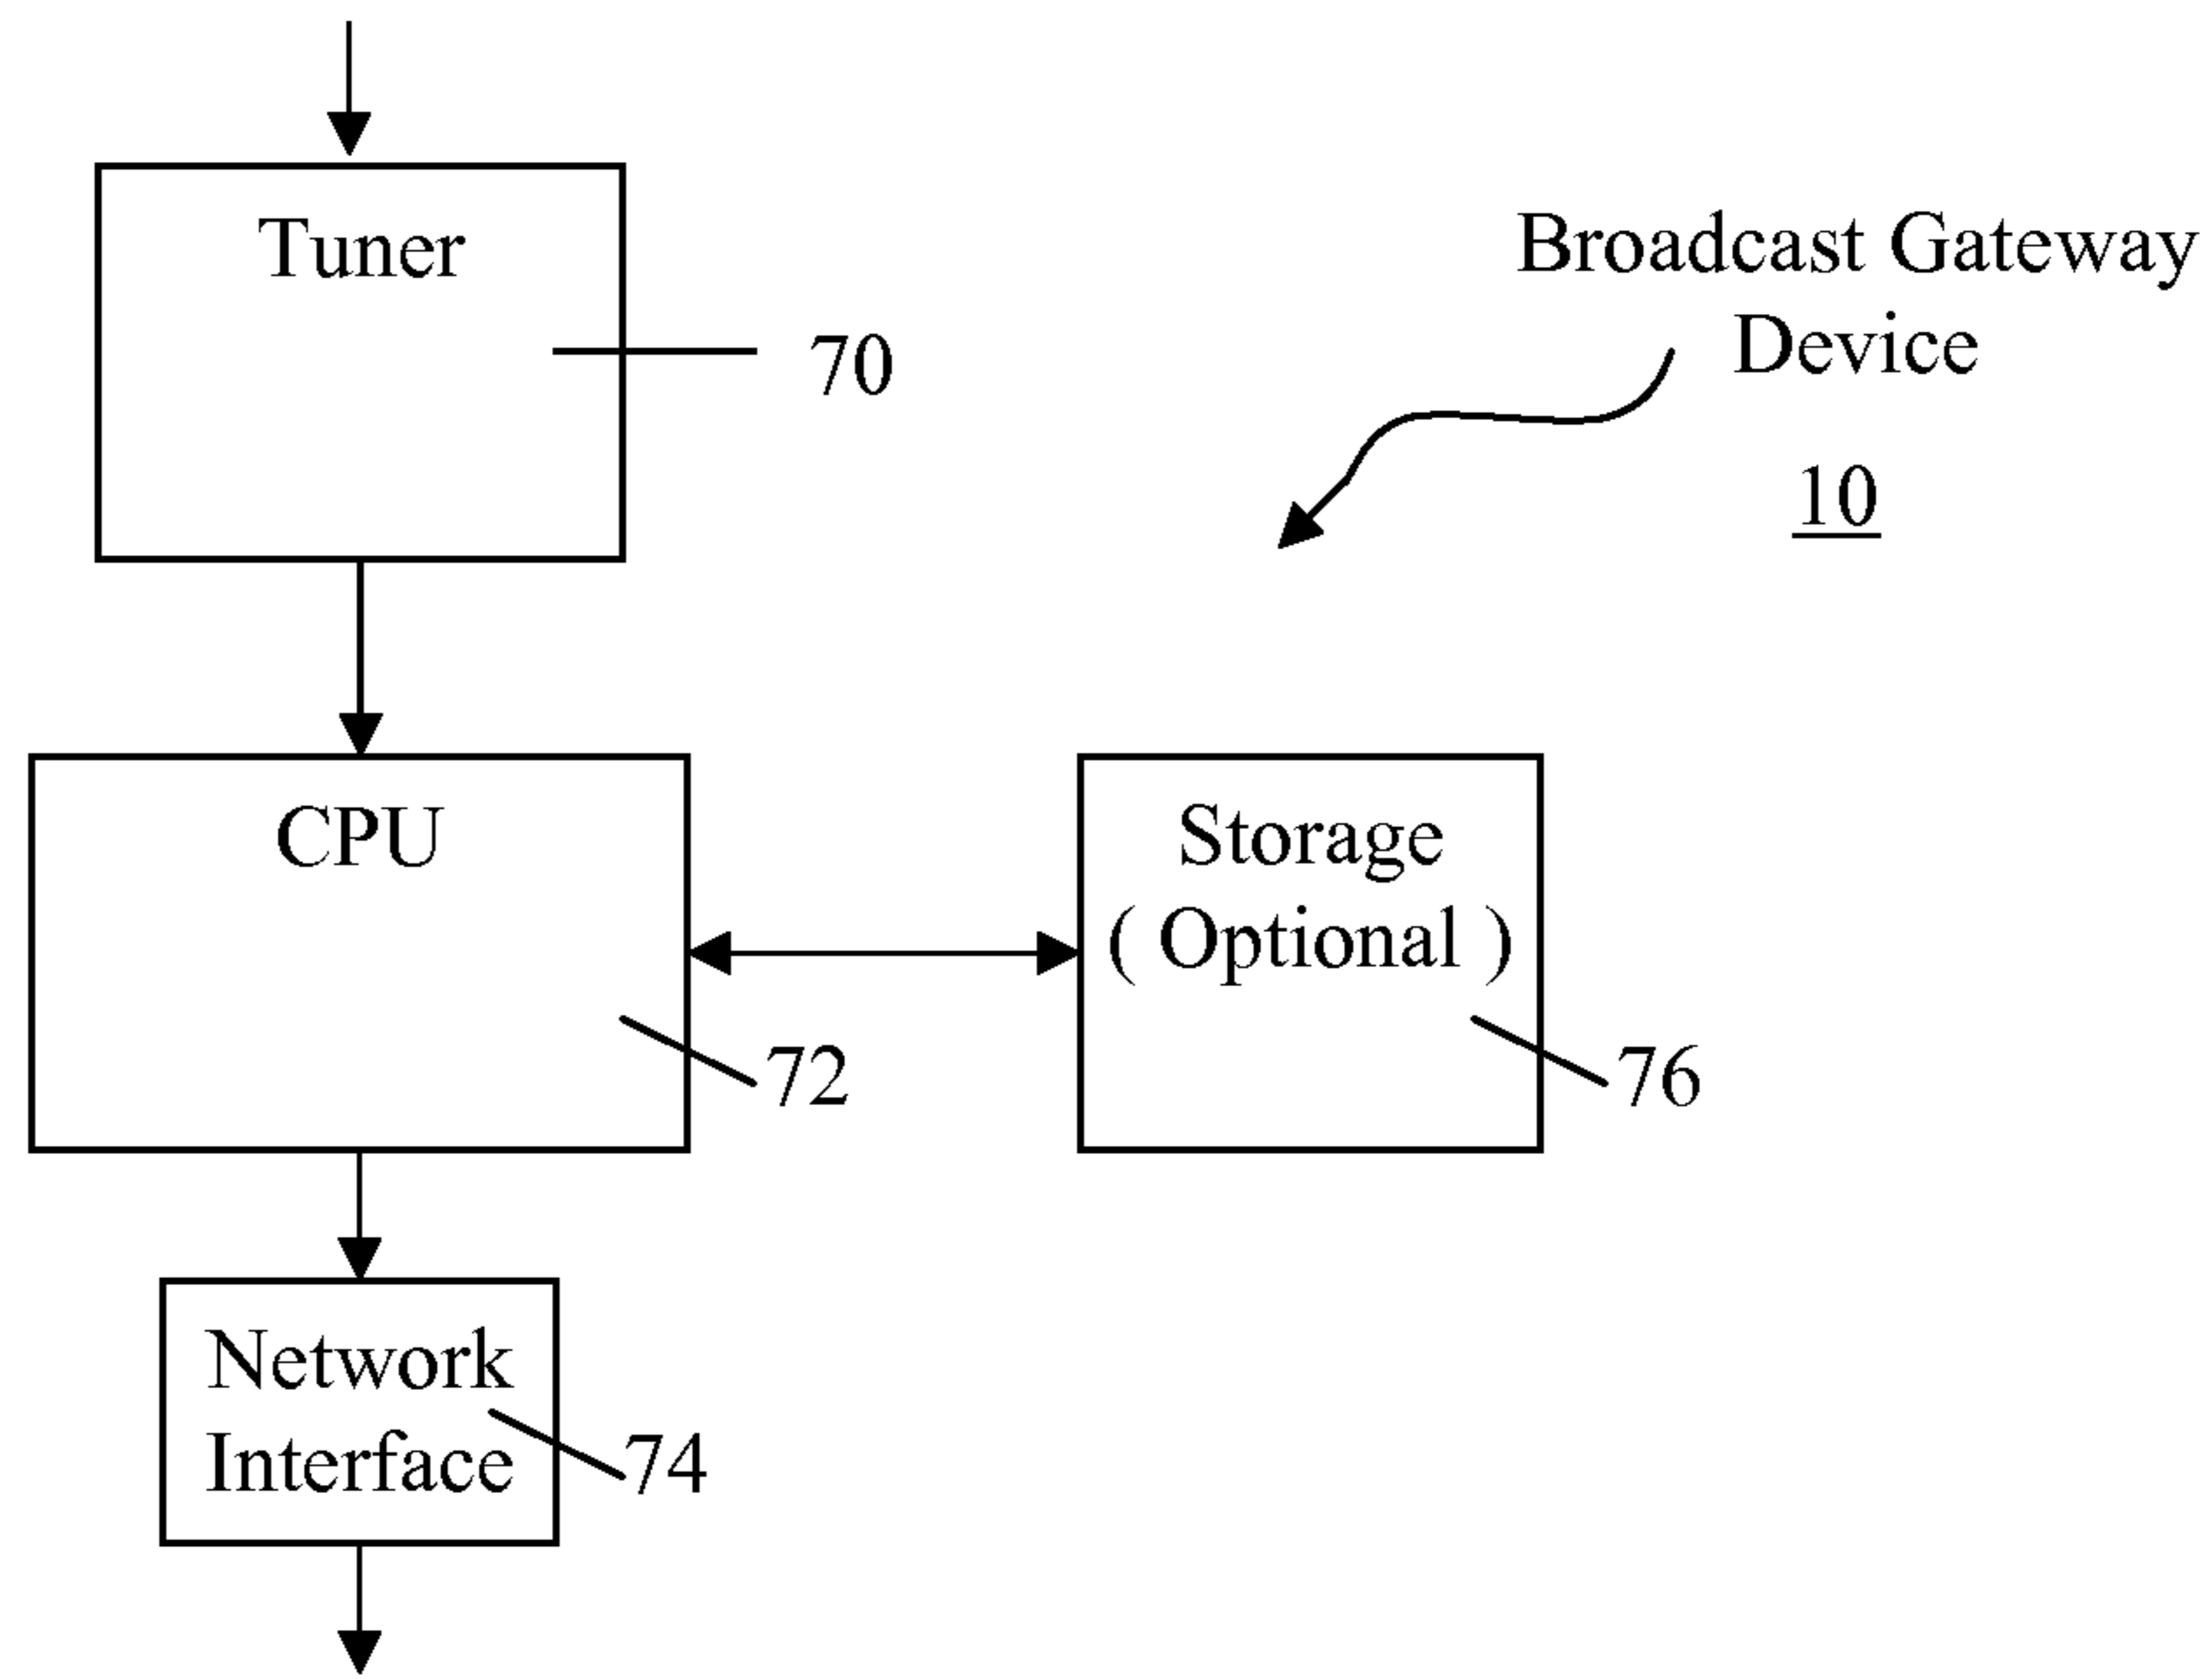 Tuner
70
Broadcast Gateway
Device
10
CPU
72
Storage
( Optional )
76
Network
Interface
74